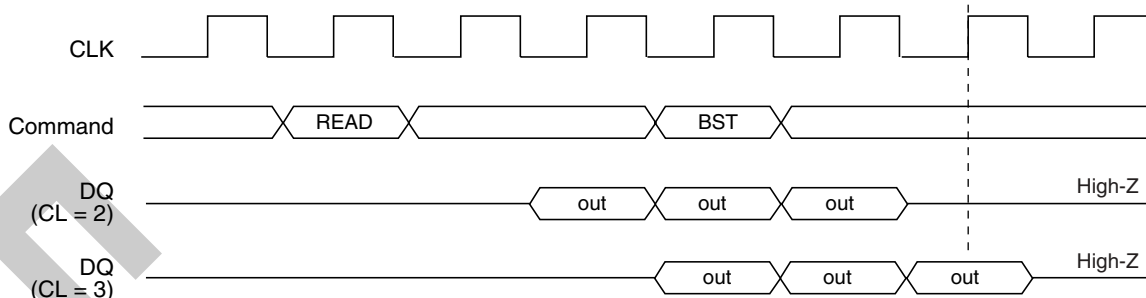 CLK
Command
READ
BST
DQ
(CL = 2)
out
out
out
High-Z
DQ
(CL = 3)
out
out
out
High-Z